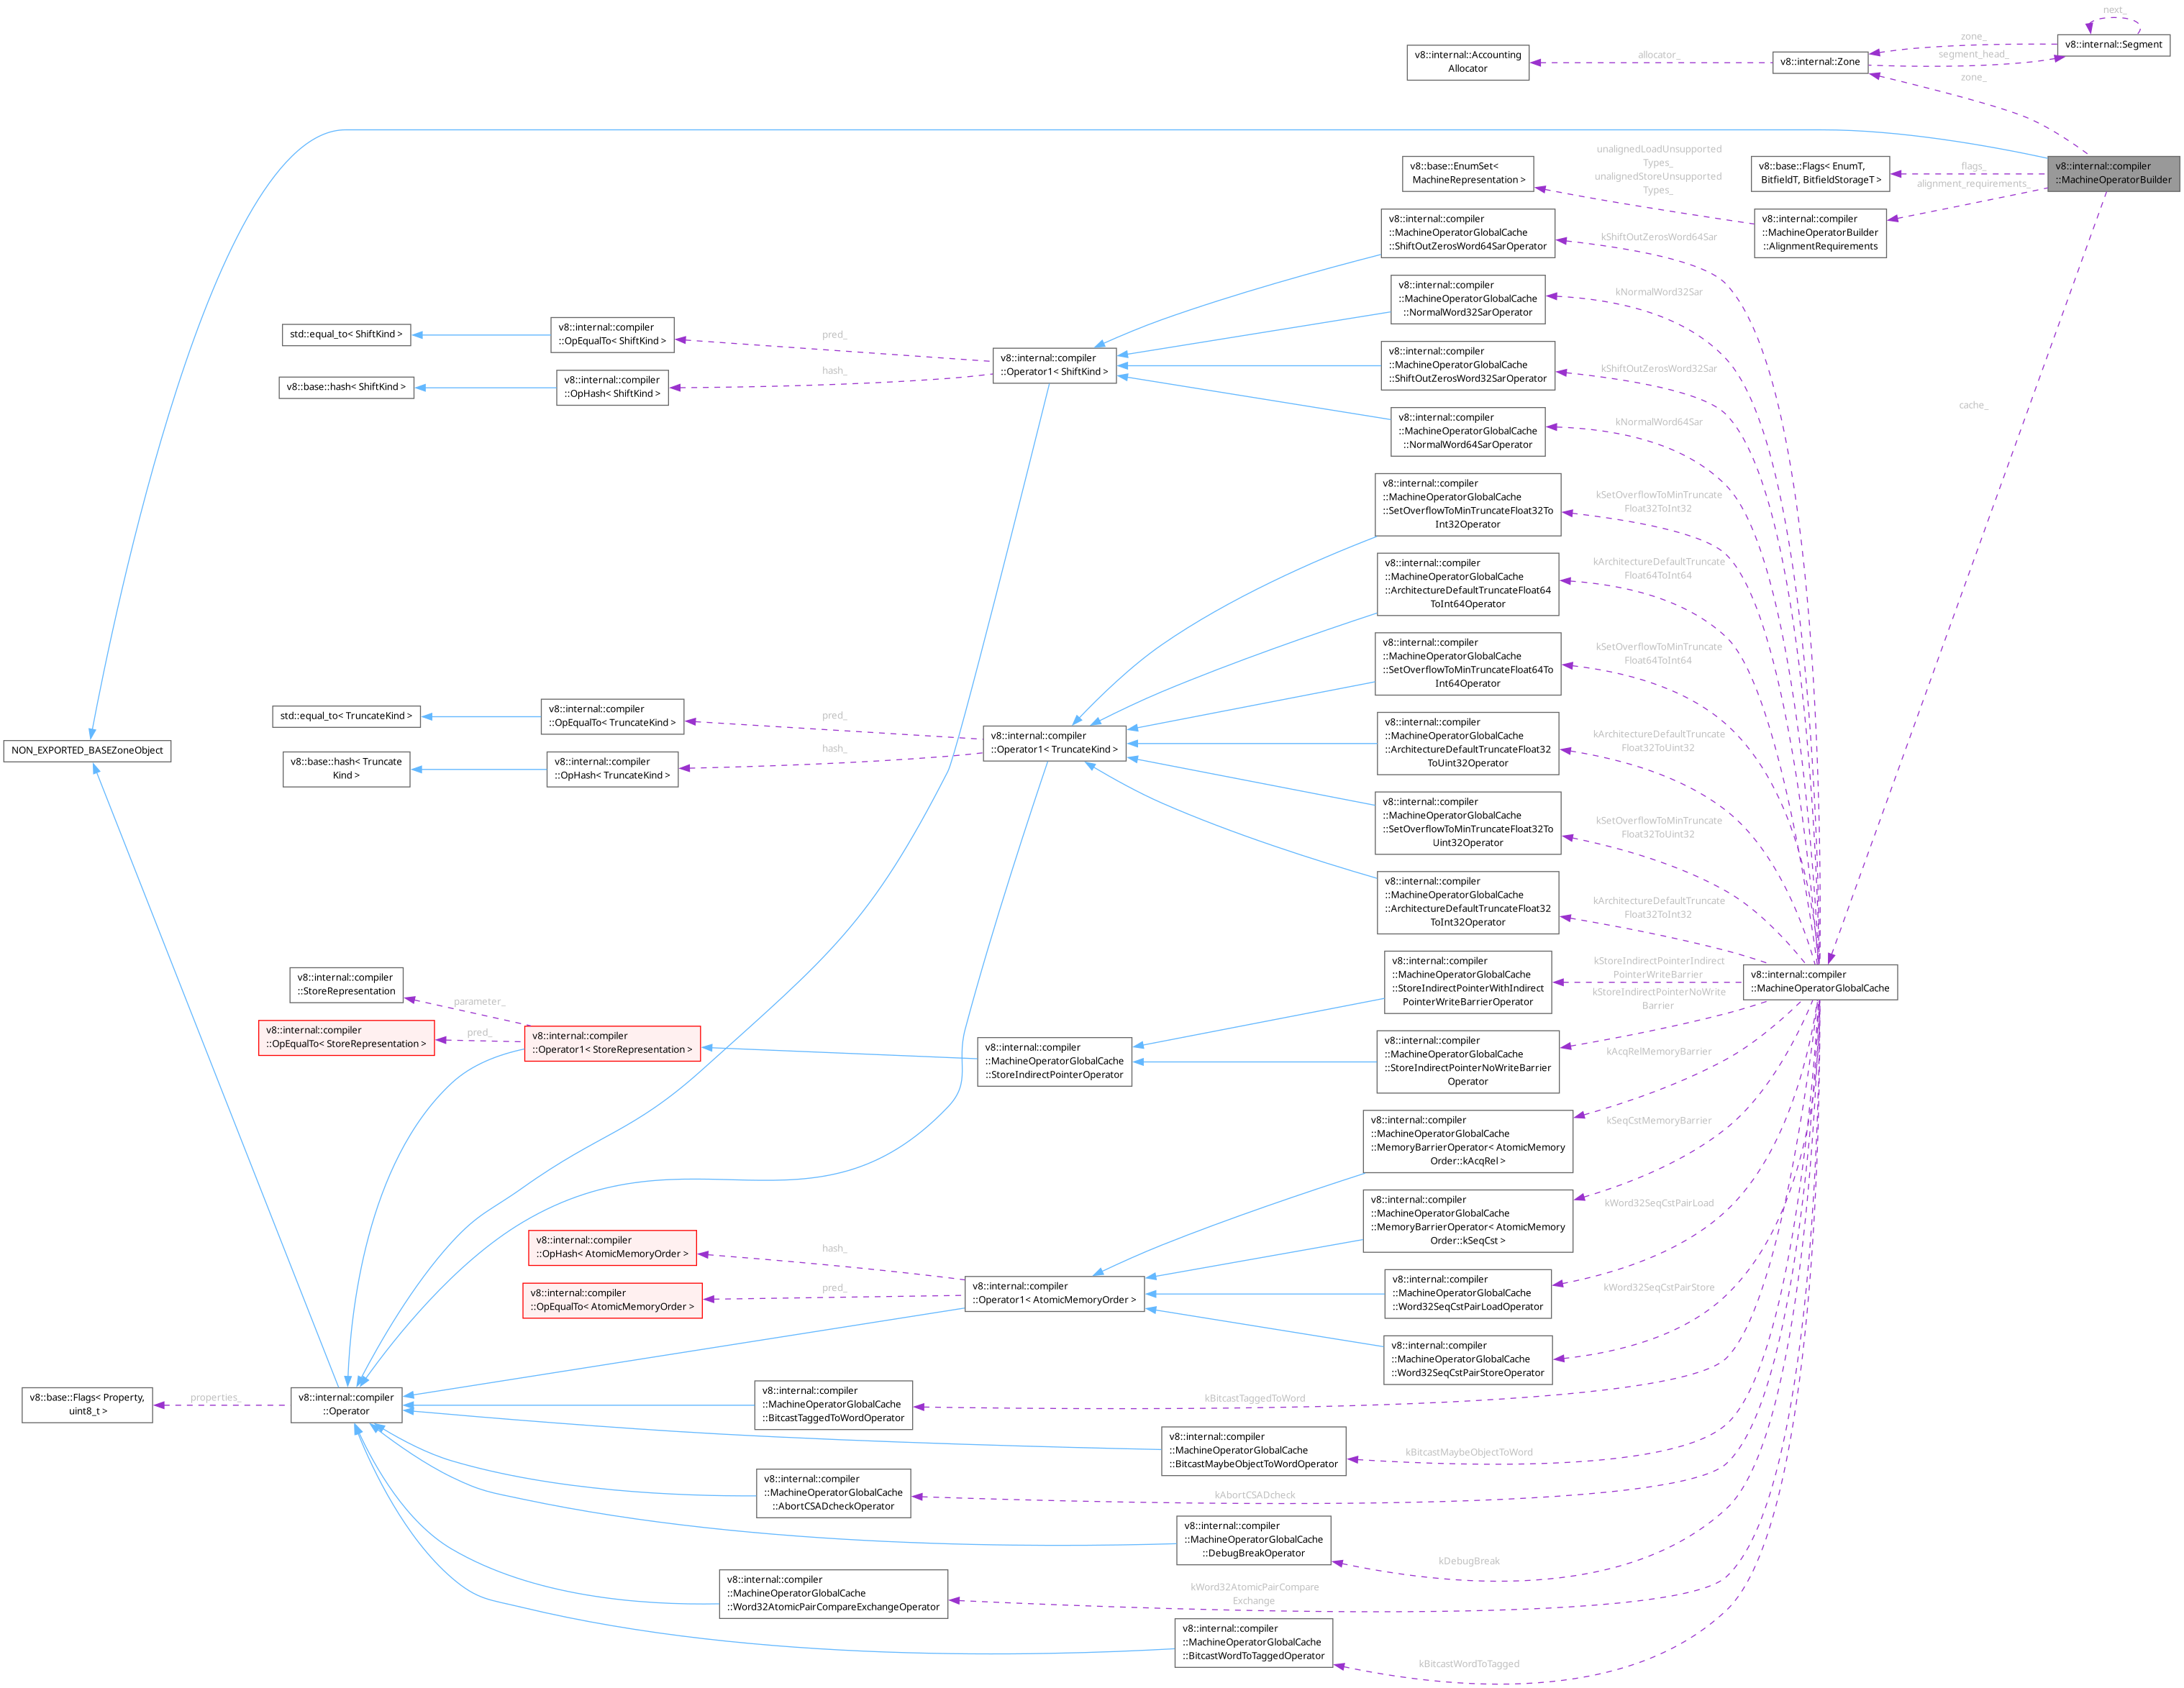 next_
v8::internal::Segment
zone_
segment_head_
v8::internal::Accounting
Allocator
allocator_
v8::internal::Zone
zone_
v8::base::EnumSet<
MachineRepresentation >
unalignedLoadUnsupported
Types_
unalignedStoreUnsupported
Types_
v8::base::Flags< EnumT,
BitfieldT, BitfieldStorageT >
flags_
alignment_requirements_
v8::internal::compiler
::MachineOperatorBuilder
v8::internal::compiler
::MachineOperatorBuilder
::AlignmentRequirements
v8::internal::compiler
::MachineOperatorGlobalCache
::ShiftOutZerosWord64SarOperator
kShiftOutZerosWord64Sar
v8::internal::compiler
::MachineOperatorGlobalCache
::NormalWord32SarOperator
kNormalWord32Sar
std::equal_to< ShiftKind >
v8::internal::compiler
::OpEqualTo< ShiftKind >
pred_
v8::base::hash< ShiftKind >
v8::internal::compiler
::OpHash< ShiftKind >
hash_
v8::internal::compiler
::Operator1< ShiftKind >
v8::internal::compiler
::MachineOperatorGlobalCache
::ShiftOutZerosWord32SarOperator
kShiftOutZerosWord32Sar
v8::internal::compiler
::MachineOperatorGlobalCache
::NormalWord64SarOperator
kNormalWord64Sar
cache_
v8::internal::compiler
::MachineOperatorGlobalCache
::SetOverflowToMinTruncateFloat32To
Int32Operator
kSetOverflowToMinTruncate
Float32ToInt32
v8::internal::compiler
::MachineOperatorGlobalCache
::ArchitectureDefaultTruncateFloat64
ToInt64Operator
kArchitectureDefaultTruncate
Float64ToInt64
v8::internal::compiler
::MachineOperatorGlobalCache
::SetOverflowToMinTruncateFloat64To
Int64Operator
kSetOverflowToMinTruncate
Float64ToInt64
std::equal_to< TruncateKind >
v8::internal::compiler
::OpEqualTo< TruncateKind >
pred_
NON_EXPORTED_BASEZoneObject
v8::base::hash< Truncate
Kind >
v8::internal::compiler
::OpHash< TruncateKind >
hash_
v8::internal::compiler
::Operator1< TruncateKind >
v8::internal::compiler
::MachineOperatorGlobalCache
::ArchitectureDefaultTruncateFloat32
ToUint32Operator
kArchitectureDefaultTruncate
Float32ToUint32
v8::internal::compiler
::MachineOperatorGlobalCache
::SetOverflowToMinTruncateFloat32To
Uint32Operator
kSetOverflowToMinTruncate
Float32ToUint32
v8::internal::compiler
::MachineOperatorGlobalCache
::ArchitectureDefaultTruncateFloat32
ToInt32Operator
kArchitectureDefaultTruncate
Float32ToInt32
v8::internal::compiler
::StoreRepresentation
parameter_
v8::internal::compiler
::OpEqualTo< StoreRepresentation >
pred_
v8::internal::compiler
::Operator1< StoreRepresentation >
v8::internal::compiler
::MachineOperatorGlobalCache
::StoreIndirectPointerOperator
v8::internal::compiler
::MachineOperatorGlobalCache
::StoreIndirectPointerWithIndirect
PointerWriteBarrierOperator
kStoreIndirectPointerIndirect
PointerWriteBarrier
v8::internal::compiler
::MachineOperatorGlobalCache
v8::internal::compiler
::MachineOperatorGlobalCache
::StoreIndirectPointerNoWriteBarrier
Operator
kStoreIndirectPointerNoWrite
Barrier
v8::internal::compiler
::MachineOperatorGlobalCache
::MemoryBarrierOperator< AtomicMemory
Order::kAcqRel >
kAcqRelMemoryBarrier
v8::internal::compiler
::MachineOperatorGlobalCache
::MemoryBarrierOperator< AtomicMemory
Order::kSeqCst >
kSeqCstMemoryBarrier
v8::internal::compiler
::OpHash< AtomicMemoryOrder >
hash_
v8::internal::compiler
::OpEqualTo< AtomicMemoryOrder >
pred_
v8::internal::compiler
::Operator1< AtomicMemoryOrder >
v8::internal::compiler
::MachineOperatorGlobalCache
::Word32SeqCstPairLoadOperator
kWord32SeqCstPairLoad
v8::internal::compiler
::MachineOperatorGlobalCache
::Word32SeqCstPairStoreOperator
kWord32SeqCstPairStore
v8::base::Flags< Property,
uint8_t >
properties_
v8::internal::compiler
::Operator
v8::internal::compiler
::MachineOperatorGlobalCache
::BitcastTaggedToWordOperator
kBitcastTaggedToWord
v8::internal::compiler
::MachineOperatorGlobalCache
::BitcastMaybeObjectToWordOperator
kBitcastMaybeObjectToWord
v8::internal::compiler
::MachineOperatorGlobalCache
::AbortCSADcheckOperator
kAbortCSADcheck
v8::internal::compiler
::MachineOperatorGlobalCache
::DebugBreakOperator
kDebugBreak
v8::internal::compiler
::MachineOperatorGlobalCache
::Word32AtomicPairCompareExchangeOperator
kWord32AtomicPairCompare
Exchange
v8::internal::compiler
::MachineOperatorGlobalCache
::BitcastWordToTaggedOperator
kBitcastWordToTagged